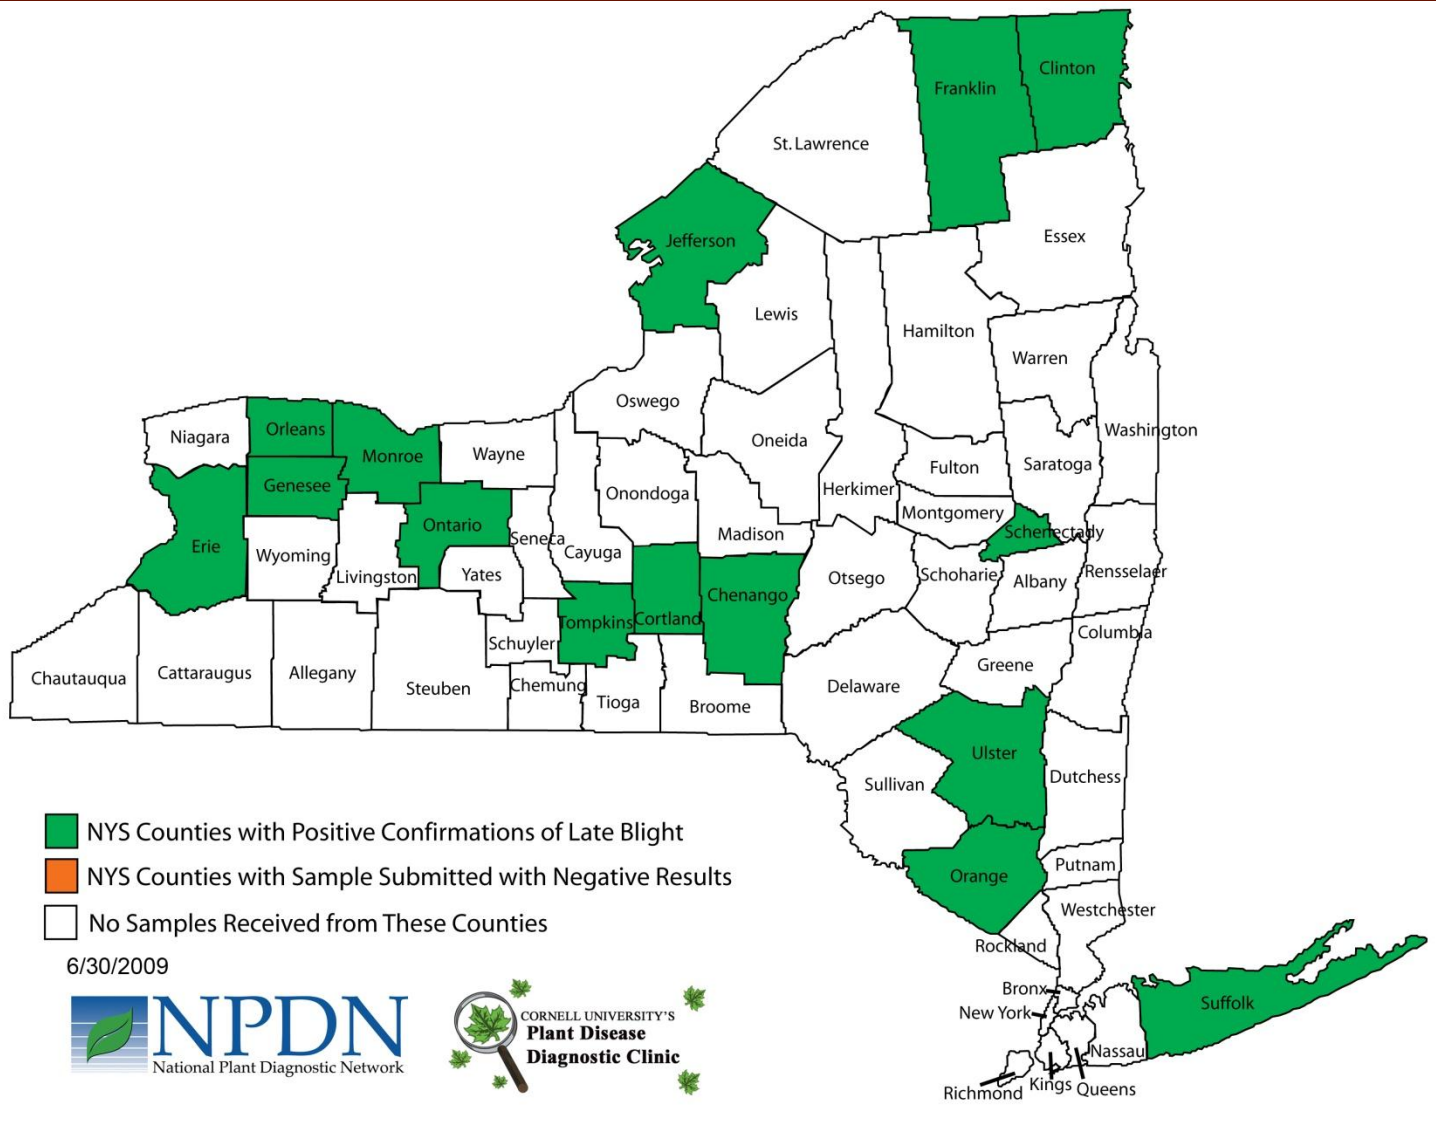 Clinton
Franklin
St. Lawrence
Essex
Jefferson
Lewis
Hamilton
Warren
Oswego
Oneida
Washington
Niagara
Orleans
Monroe
Wayne
Genesee
Onondaga
Herkimer
Fulton
Saratoga
Montgomery
Ontario
Seneca
Cayuga
Madison
Schenectady
Erie
Wyoming
Livingston
Yates
Otsego
Schoharie
Albany
Rensselaer
Chenango
Tompkins
Cortland
Schuyler
Columbia
Greene
Chautauqua
Cattaraugus
Allegany
Steuben
Chemung
Tioga
Broome
Delaware
Ulster
Sullivan
Dutchess
Orange
Putnam
Westchester
Rockland
Bronx
New York
Suffolk
Nassau
Richmond
Kings
Queens
NYS Counties with Positive Confirmations of Late Blight
NYS Counties with Sample Submitted with Negative Results
No Samples Received from These Counties
6/30/2009
NPDN
National Plant Diagnostic Network
CORNELL UNIVERSITY'S
Plant Disease
Diagnostic Clinic